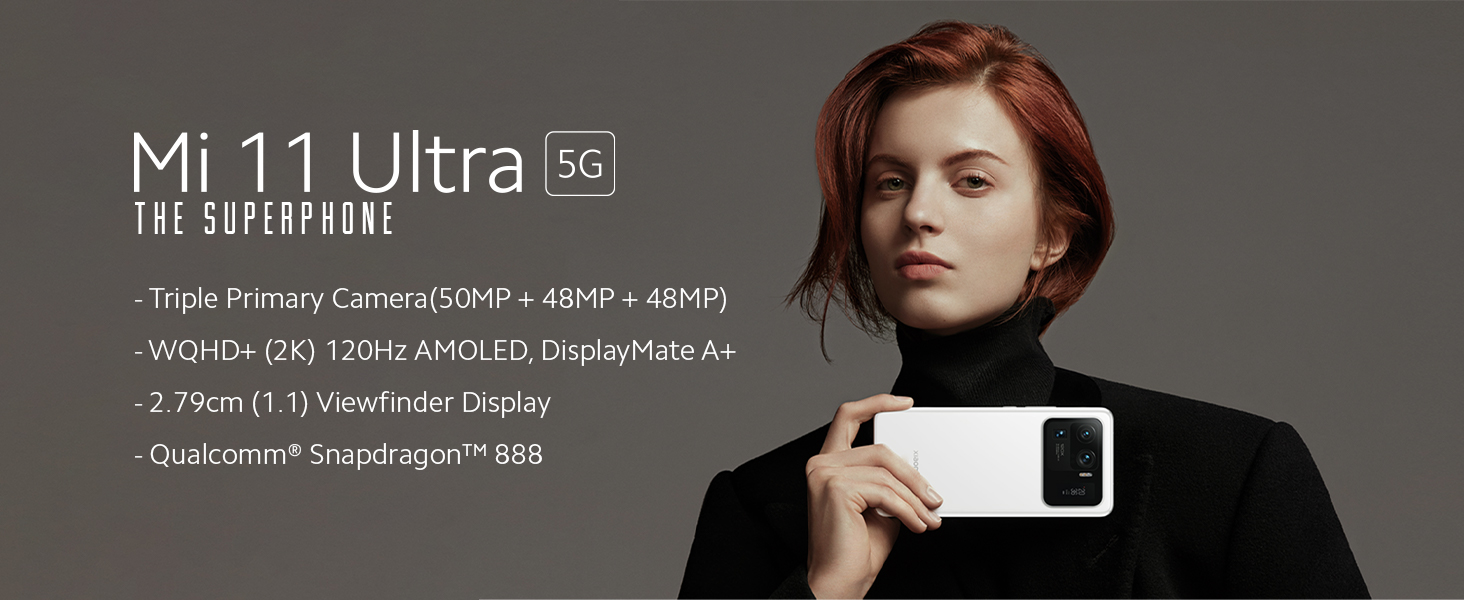 Mi 11 Ultra 5G
THE SUPERPHONE
- Triple Primary Camera(50MP + 48MP + 48MP)
- WQHD+ (2K) 120Hz AMOLED, DisplayMate A+
- 2.79cm (1.1) Viewfinder Display
- Qualcomm® Snapdragon™ 888